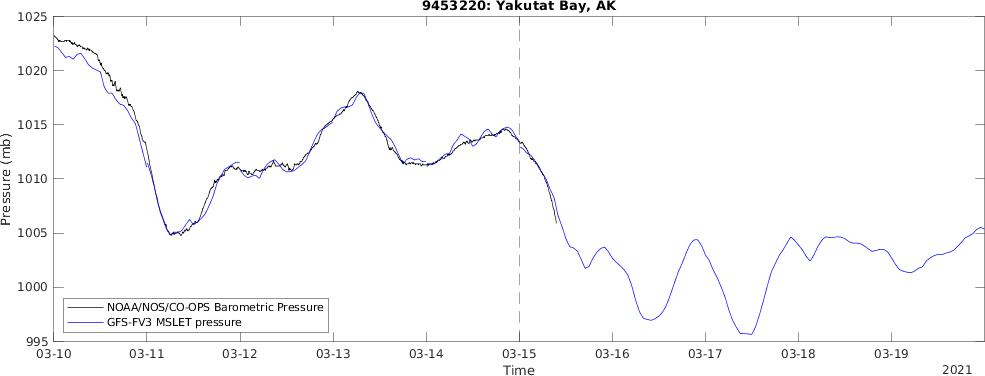 9453220: Yakutat Bay, AK
1025
1020
1015
1010
1005
1000
995
Pressure (mb)
NOAA/NOS/CO-OPS Barometric Pressure
GFS-FV3 MSLET pressure
03-10 03-11 03-12 03-13 03-14 03-15 03-16 03-17 03-18 03-19
Time
2021